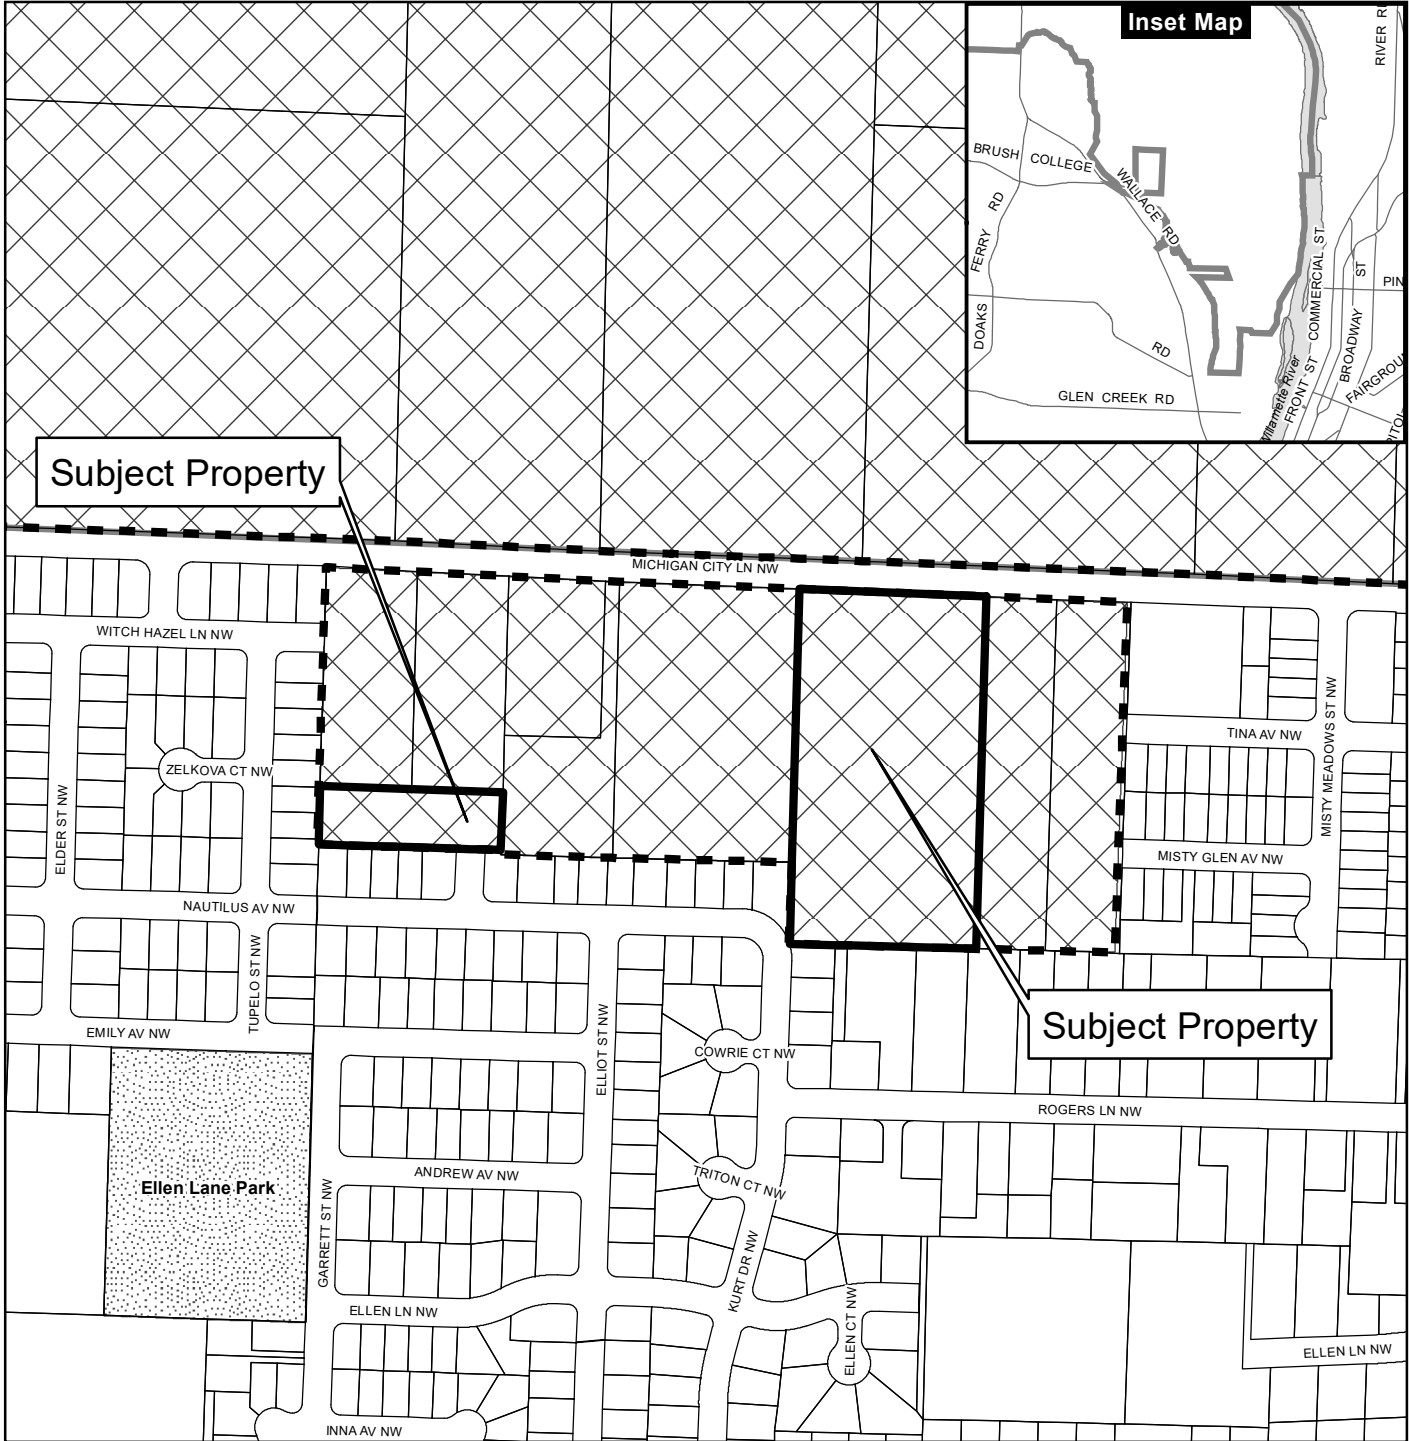 Inset Map
RIVER RD
BRUSH COLLEGE
WALLACE RD
FERRY RD
DOAKS
RD
GLEN CREEK RD
Willamette River
FRONT ST
COMMERCIAL ST
BROADWAY ST
PIN
FAIRGROU
PITOL
Subject Property
MICHIGAN CITY LN NW
WITCH HAZEL LN NW
ZELKOVA CT NW
ELDER ST NW
TINA AV NW
MISTY MEADOWS ST NW
MISTY GLEN AV NW
NAUTILUS AV NW
TUPELO ST NW
EMILY AV NW
ELLIOT ST NW
COWRIE CT NW
Subject Property
ROGERS LN NW
ANDREW AV NW
TRITON CT NW
Ellen Lane Park
GARRETT ST NW
KURT DR NW
ELLEN LN NW
ELLEN CT NW
ELLEN LN NW
INNA AV NW